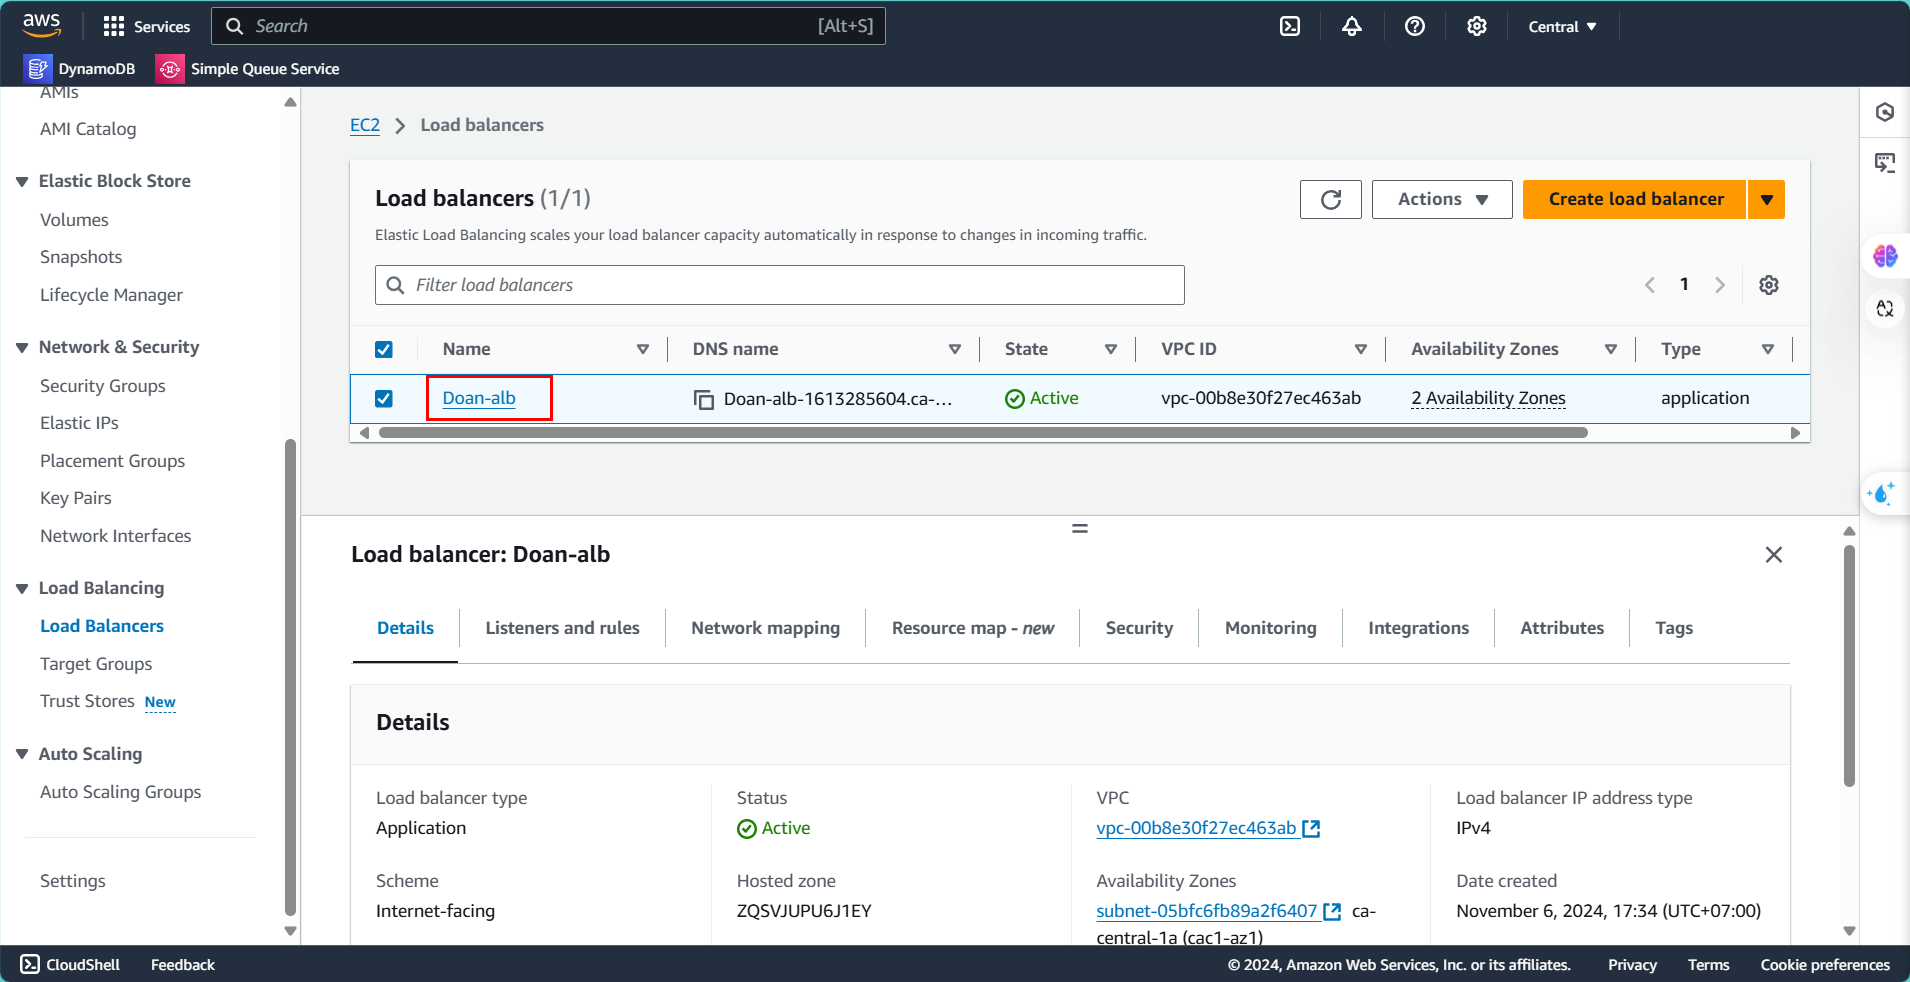 aws
Services
Search
[Alt+S]
Central
DynamoDB
Simple Queue Service
AMIs
AMI Catalog
Elastic Block Store
Volumes
Snapshots
Lifecycle Manager
Network & Security
Security Groups
Elastic IPs
Placement Groups
Key Pairs
Network Interfaces
Load Balancing
Load Balancers
Target Groups
Trust Stores New
Auto Scaling
Auto Scaling Groups
Settings
EC2 > Load balancers
Load balancers (1/1)
Actions
Create load balancer
Elastic Load Balancing scales your load balancer capacity automatically in response to changes in incoming traffic.
Filter load balancers
1
Name DNS name State VPC ID Availability Zones Type
Doan-alb Doan-alb-1613285604.ca-... Active vpc-00b8e30f27ec463ab 2 Availability Zones application
Load balancer: Doan-alb
Details Listeners and rules Network mapping Resource map - new Security Monitoring Integrations Attributes Tags
Details
Load balancer type
Application
Status
Active
VPC
vpc-00b8e30f27ec463ab
Load balancer IP address type
IPv4
Scheme
Internet-facing
Hosted zone
ZQSVJUPU6J1EY
Availability Zones
subnet-05bfc6fb89a2f6407 ca-
central-1a (cac1-az1)
Date created
November 6, 2024, 17:34 (UTC+07:00)
CloudShell Feedback
© 2024, Amazon Web Services, Inc. or its affiliates. Privacy Terms Cookie preferences